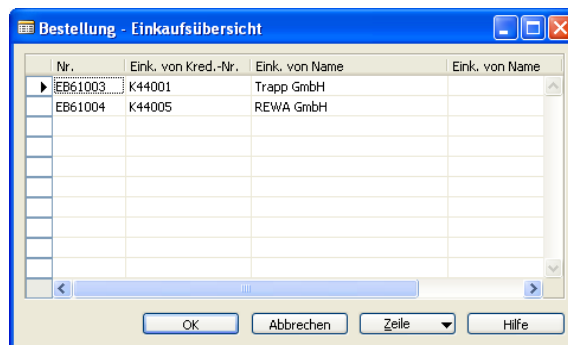 Bestellung - Einkaufsübersicht
Nr. Eink. von Kred.-Nr. Eink. von Name Eink. von Name
EB61003 K44001 Trapp GmbH
EB61004 K44005 REWA GmbH
OK Abbrechen Zeile Hilfe